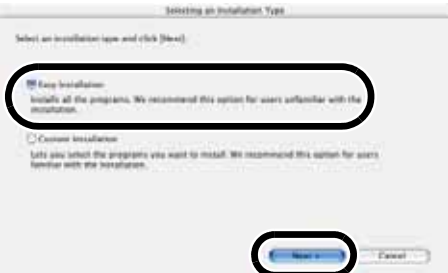 Selecting an Installation Type
Select an installation type and click [Next].
Easy Installation
Installs all the programs. We recommend this option for users unfamiliar with the
installation.
Custom Installation
Lets you select the programs you want to install. We recommend this option for users
familiar with the installation.
Next >
Cancel